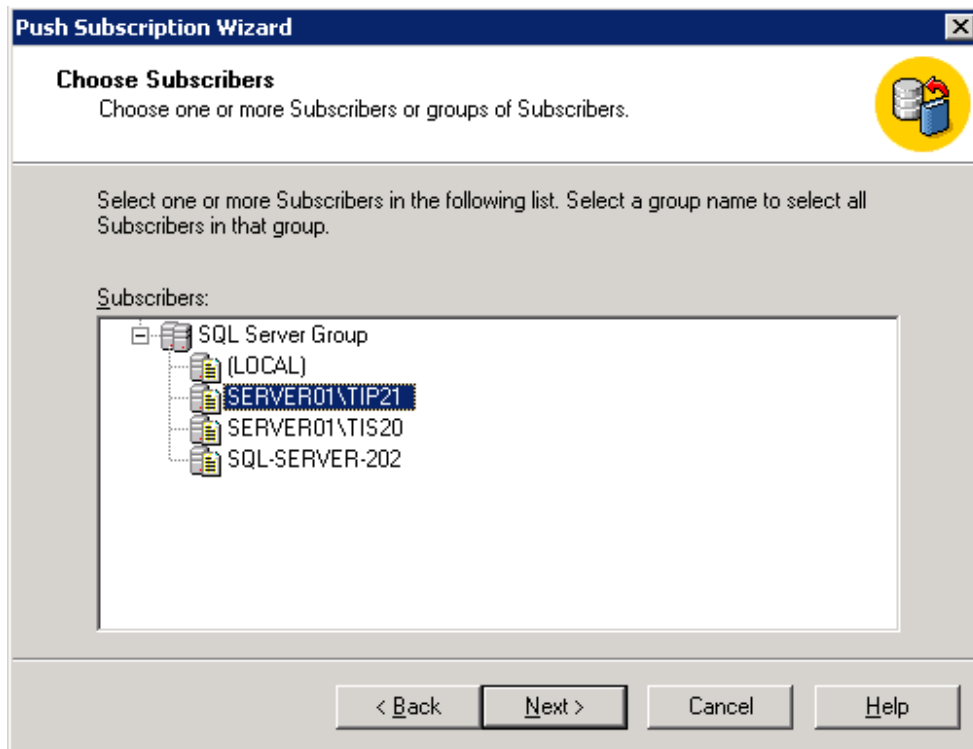 Push Subscription Wizard
Choose Subscribers
Choose one or more Subscribers or groups of Subscribers.
Select one or more Subscribers in the following list. Select a group name to select all
Subscribers in that group.
Subscribers:
SQL Server Group
(LOCAL)
SERVER01\TIP21
SERVER01\TIS20
SQL-SERVER-202
< Back
Next >
Cancel
Help